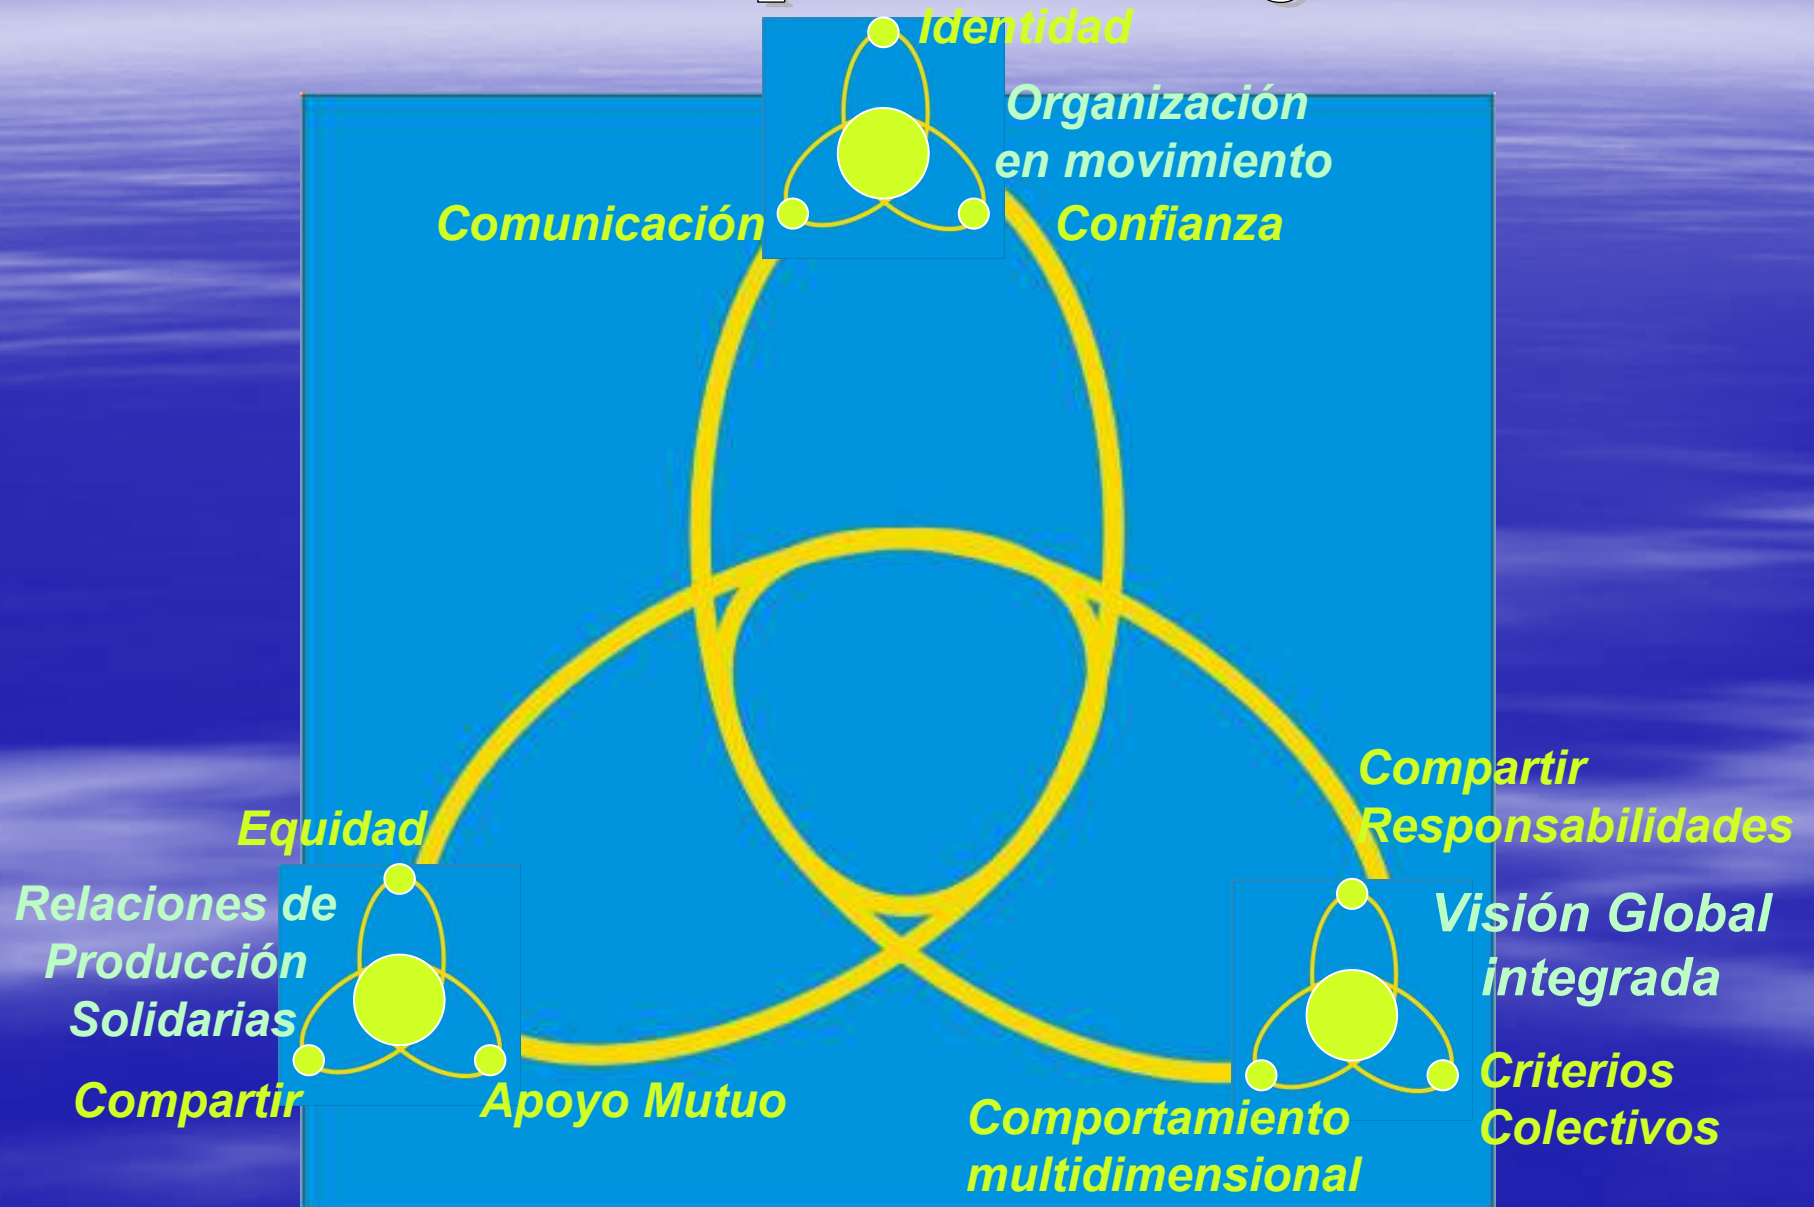 Identidad
Organización
en movimiento
Comunicación
Confianza
Compartir
Responsabilidades
Equidad
Relaciones de
Producción
Solidarias
Visión Global
integrada
Compartir
Apoyo Mutuo
Criterios
Colectivos
Comportamiento
multidimensional